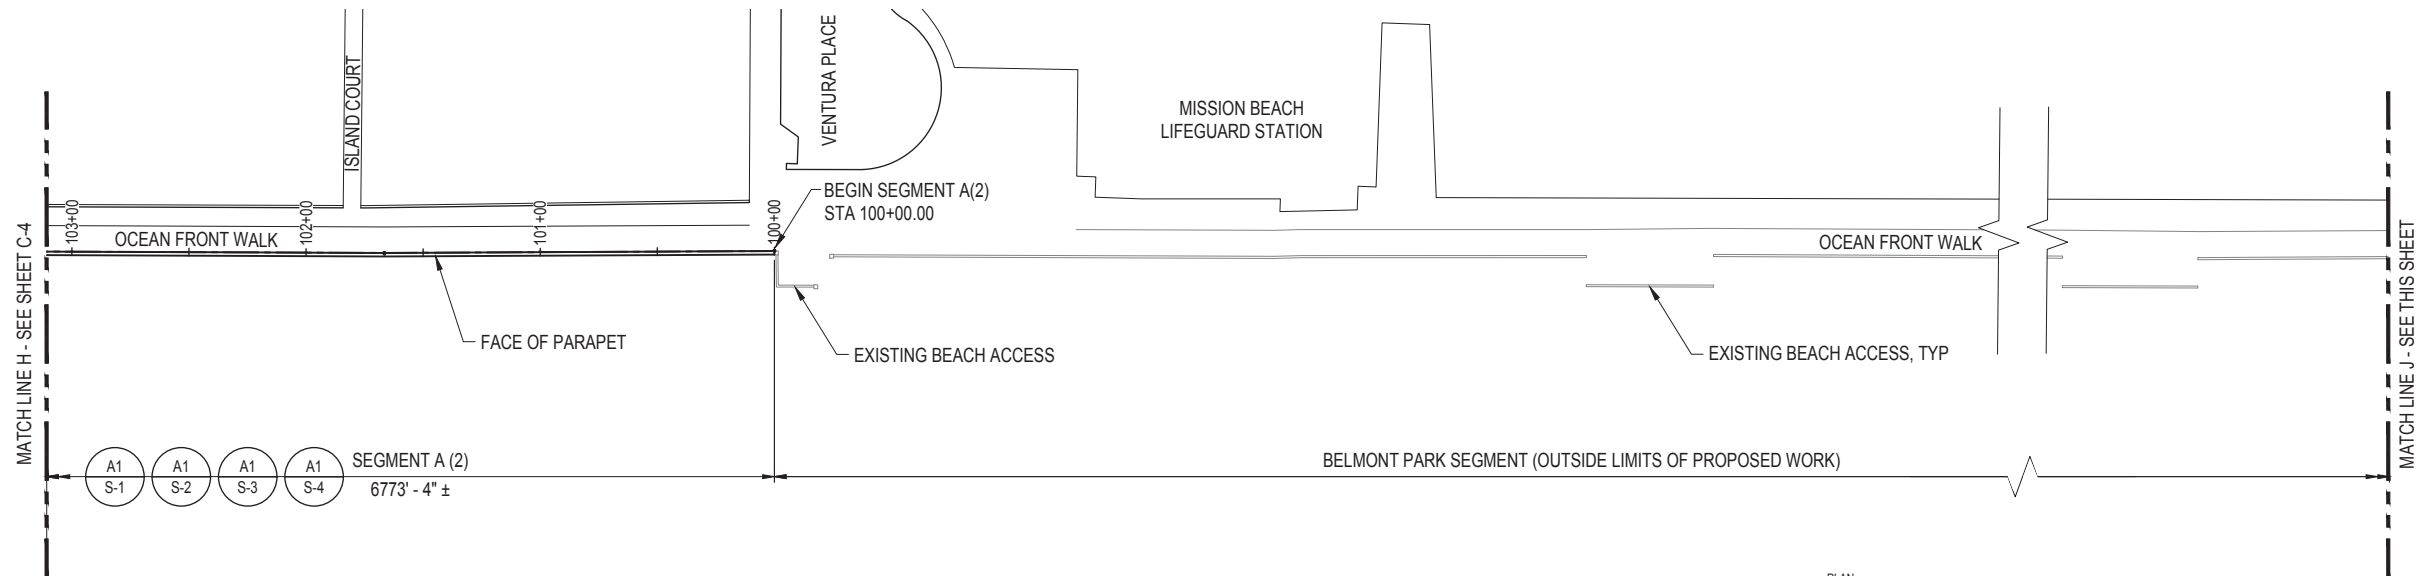 ISLAND COURT
VENTURA PLACE
MISSION BEACH
LIFEGUARD STATION
BEGIN SEGMENT A(2)
STA 100+00.00
103+00
102+00
101+00
100+00
OCEAN FRONT WALK
OCEAN FRONT WALK
MATCH LINE H - SEE SHEET C-4
MATCH LINE J - SEE THIS SHEET
FACE OF PARAPET
EXISTING BEACH ACCESS
EXISTING BEACH ACCESS, TYP
A1
S-1
A1
S-2
A1
S-3
A1
S-4
SEGMENT A (2)
6773' - 4" ±
BELMONT PARK SEGMENT (OUTSIDE LIMITS OF PROPOSED WORK)
PLAN